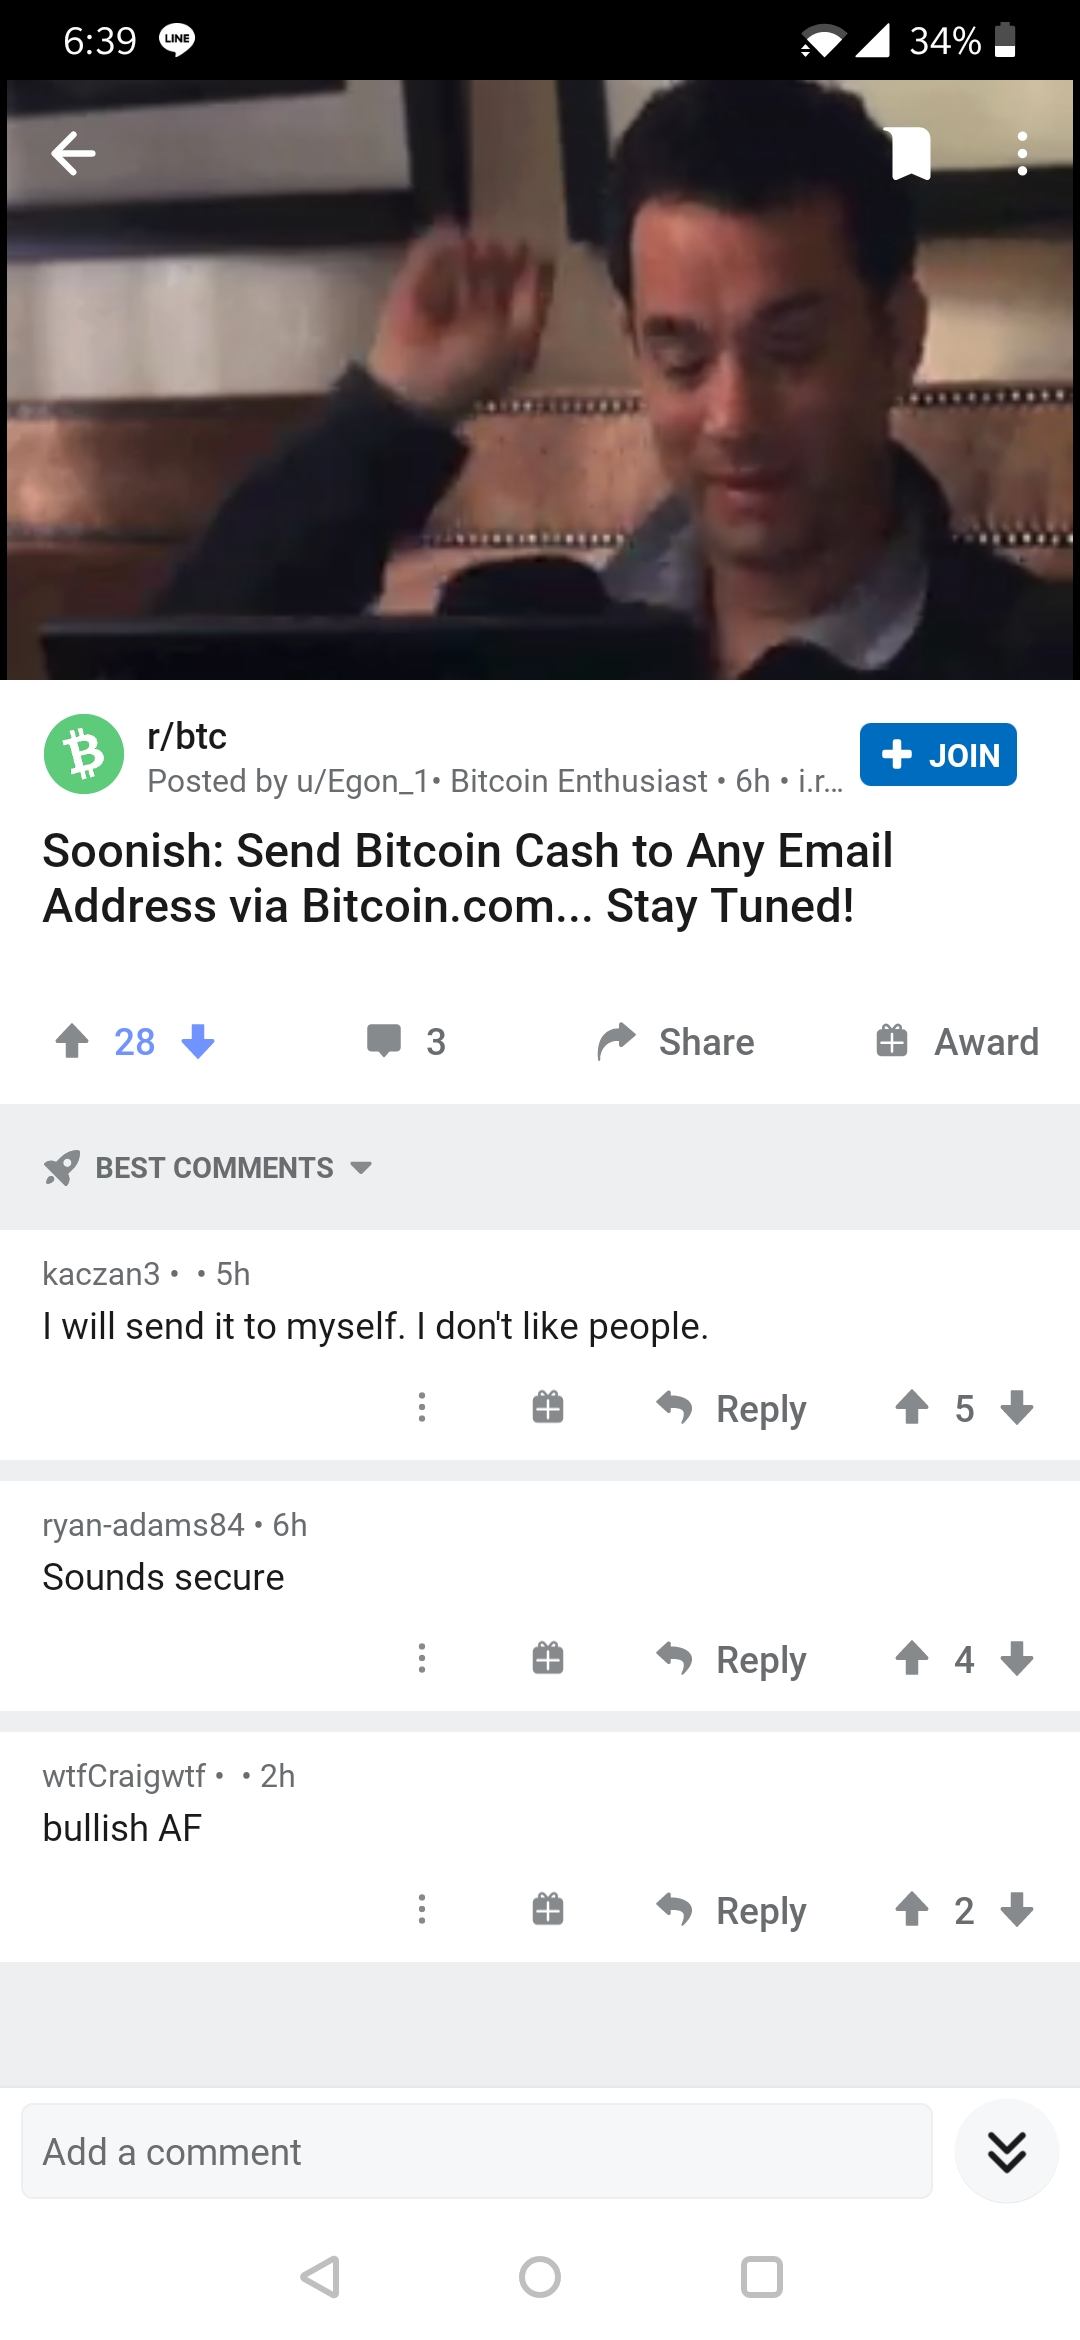 6:39 LINE 34%
r/btc
Posted by u/Egon_1• Bitcoin Enthusiast • 6h • i.r...
+ JOIN
Soonish: Send Bitcoin Cash to Any Email
Address via Bitcoin.com... Stay Tuned!
28 3 Share Award
BEST COMMENTS
kaczan3 • • 5h
I will send it to myself. I don't like people.
Reply 5
ryan-adams84 • 6h
Sounds secure
Reply 4
wtfCraigwtf • • 2h
bullish AF
Reply 2
Add a comment